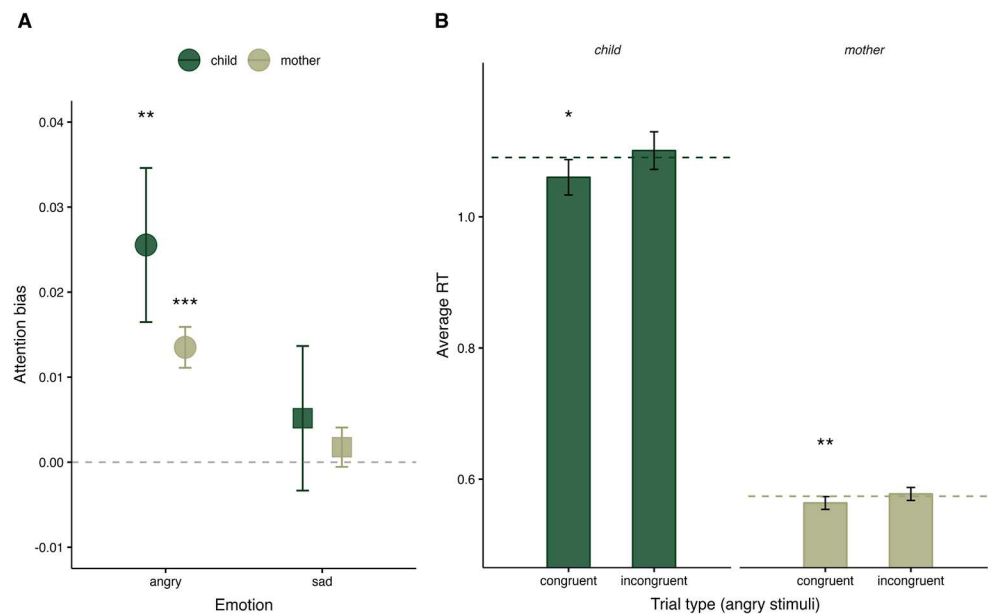 A
child mother
**
***
0.04
0.03
0.02
0.01
0.00
-0.01
Attention bias
angry sad
Emotion
B
child mother
*
**
1.0
0.8
0.6
Average RT
congruent incongruent congruent incongruent
Trial type (angry stimuli)